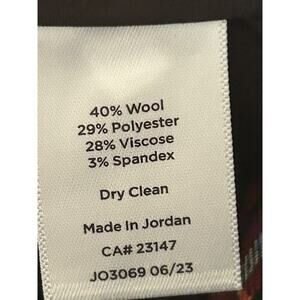 40% Wool
29% Polyester
28% Viscose
3% Spandex
Dry Clean
Made In Jordan
CA# 23147
JO3069 06/23